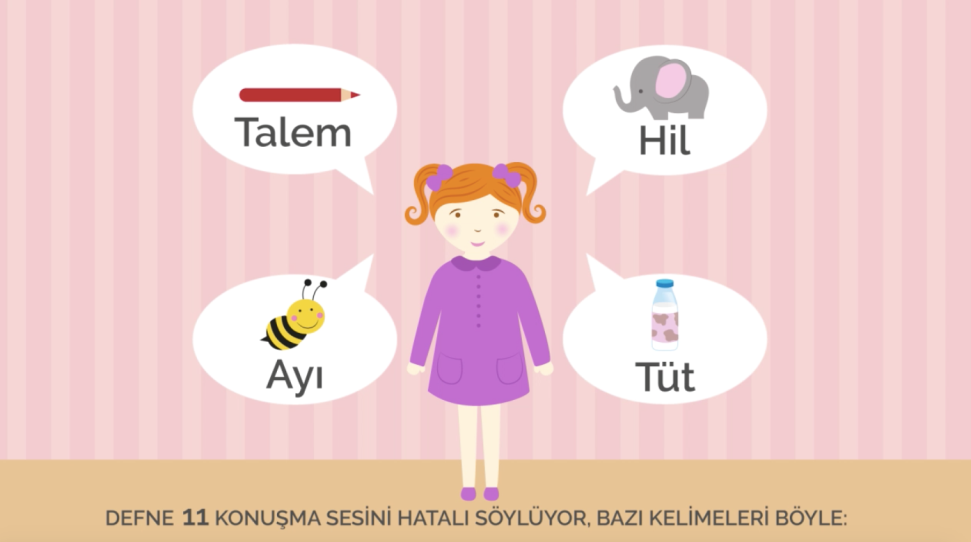 Talem
Hil
Ayı
Tüt
DEFNE 11 KONUŞMA SESİNİ HATALI SÖYLÜYOR, BAZI KELİMELERİ BÖYLE: